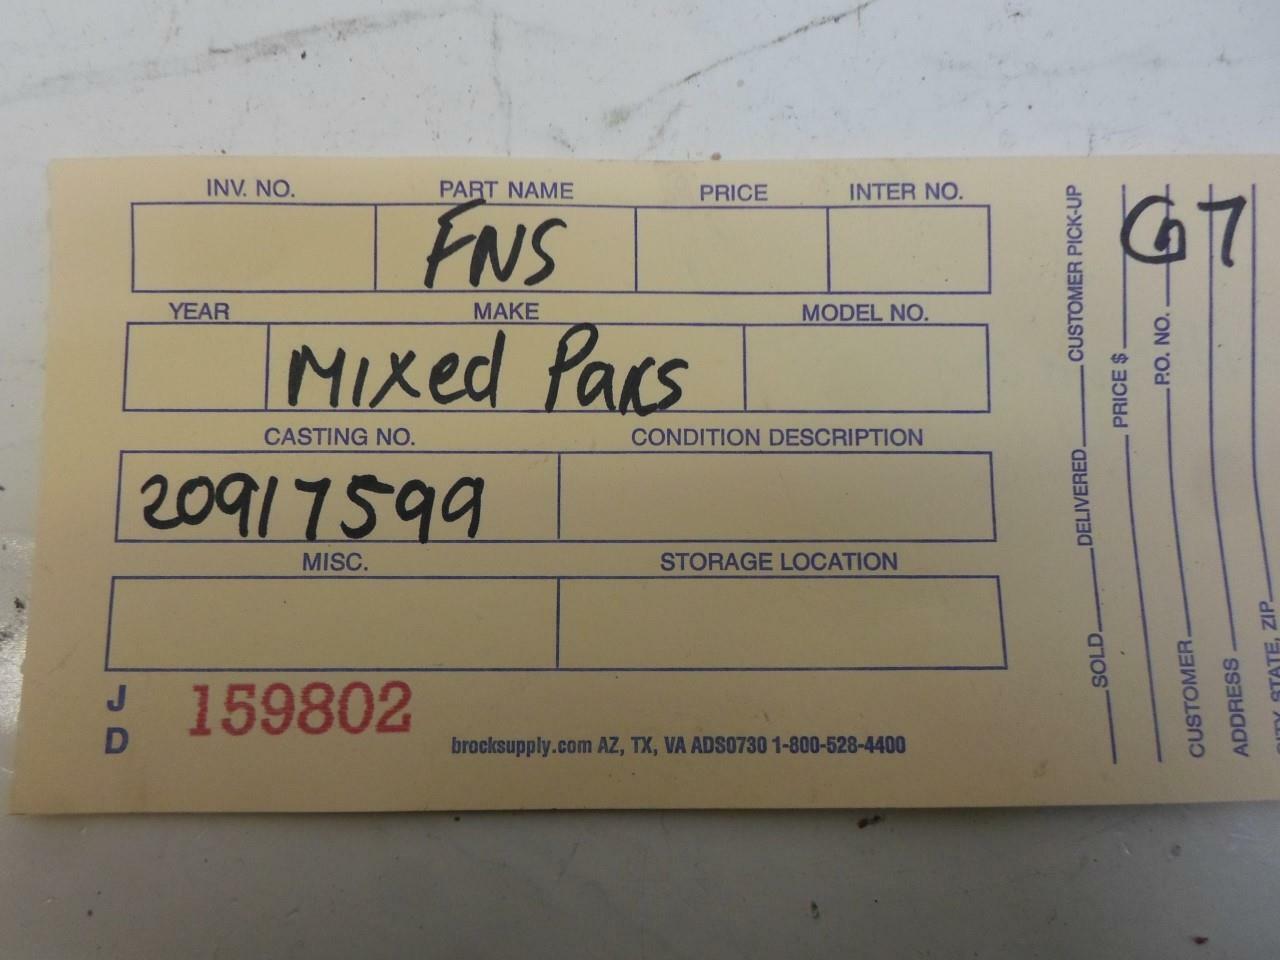 INV. NO. PART NAME PRICE INTER NO.
FNS
YEAR MAKE MODEL NO.
Mixed Paks
CASTING NO. CONDITION DESCRIPTION
20917599
MISC. STORAGE LOCATION
J
D
159802
brocksupply.com AZ, TX, VA ADS0730 1-800-528-4400
G7
SOLD DELIVERED CUSTOMER PICK-UP
PRICE $
CUSTOMER P.O. NO.
ADDRESS
CITY, STATE, ZIP